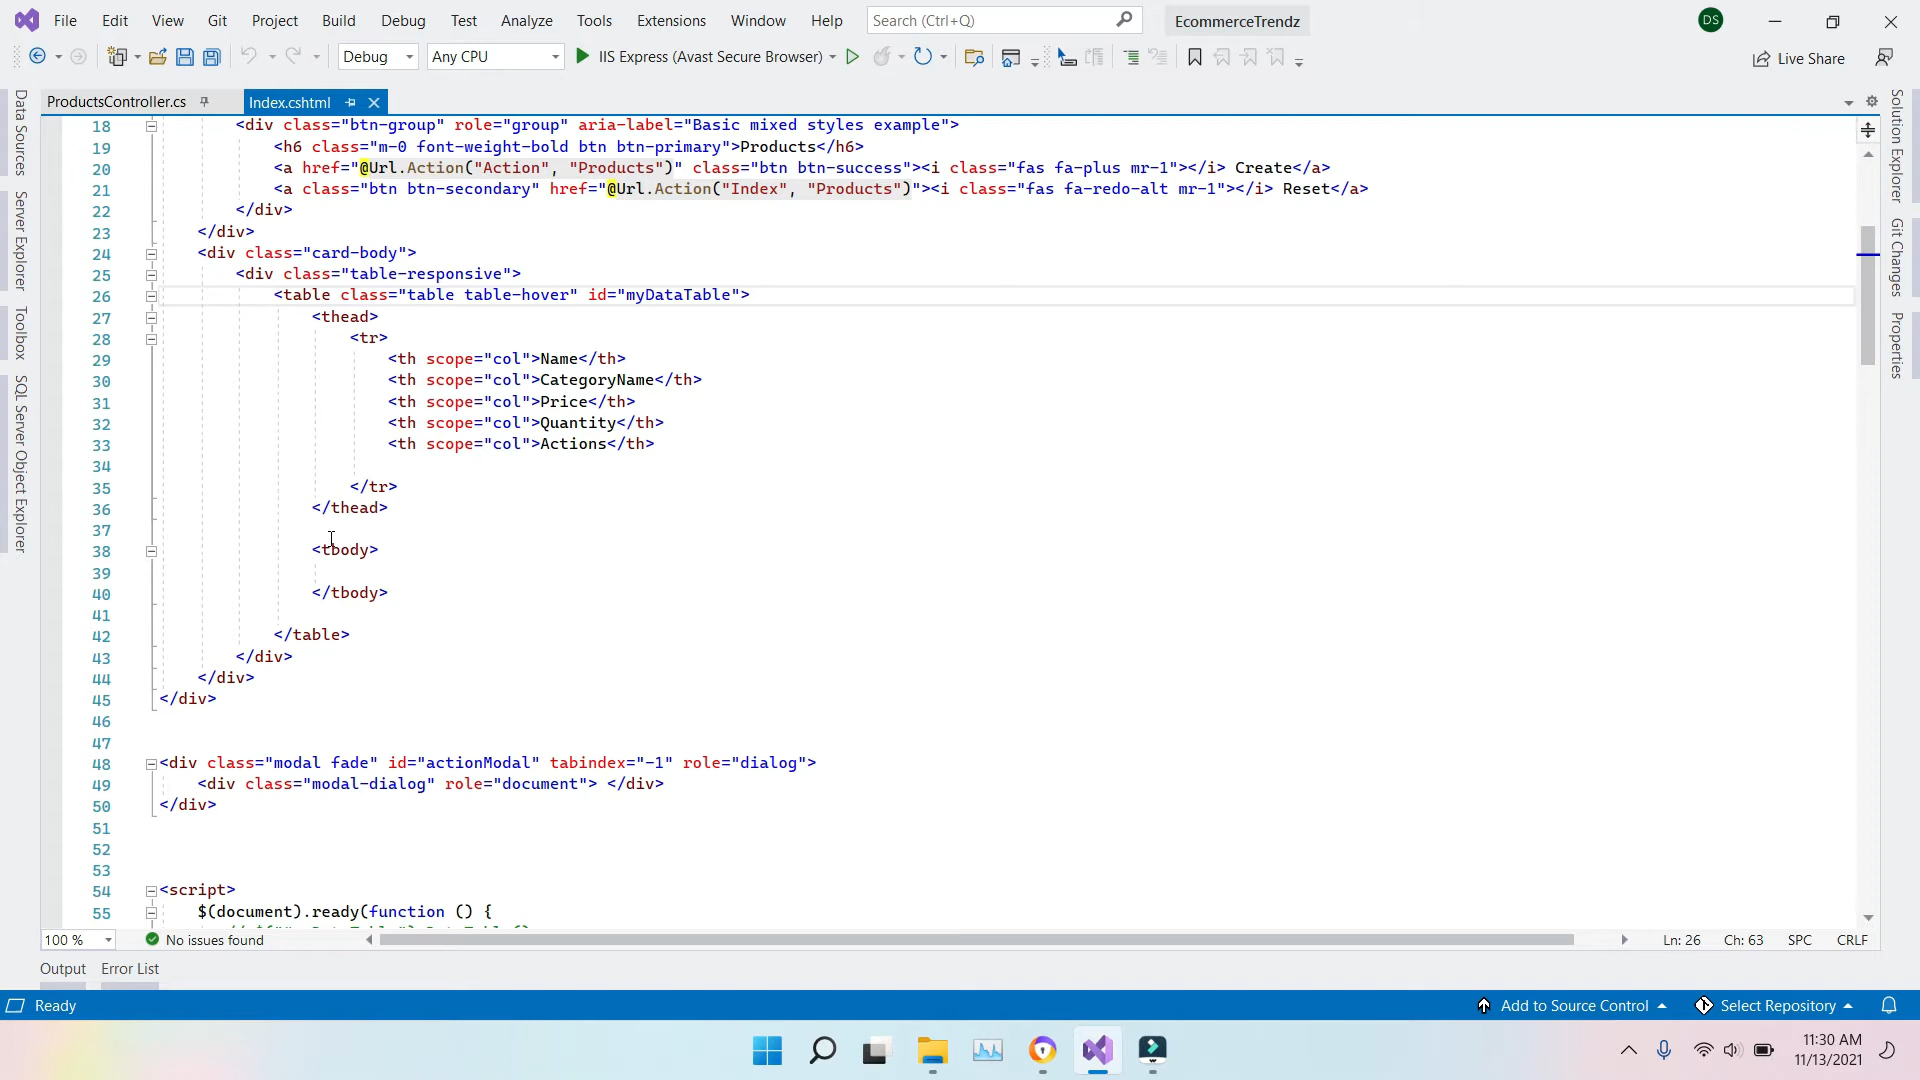 File Edit View Git Project Build Debug Test Analyze Tools Extensions Window Help Search (Ctrl+Q) EcommerceTrendz DS
Debug Any CPU IIS Express (Avast Secure Browser) Live Share
ProductsController.cs Index.cshtml
Data Sources
Server Explorer
Toolbox
SQL Server Object Explorer
18 <div class="btn-group" role="group" aria-label="Basic mixed styles example">
19 <h6 class="m-0 font-weight-bold btn btn-primary">Products</h6>
20 <a href="@Url.Action("Action", "Products")" class="btn btn-success"><i class="fas fa-plus mr-1"></i> Create</a>
21 <a class="btn btn-secondary" href="@Url.Action("Index", "Products")"><i class="fas fa-redo-alt mr-1"></i> Reset</a>
22 </div>
23 </div>
24 <div class="card-body">
25 <div class="table-responsive">
26 <table class="table table-hover" id="myDataTable">
27 <thead>
28 <tr>
29 <th scope="col">Name</th>
30 <th scope="col">CategoryName</th>
31 <th scope="col">Price</th>
32 <th scope="col">Quantity</th>
33 <th scope="col">Actions</th>
34
35 </tr>
36 </thead>
37
38 <tbody>
39
40 </tbody>
41
42 </table>
43 </div>
44 </div>
45 </div>
46
47
48 <div class="modal fade" id="actionModal" tabindex="-1" role="dialog">
49 <div class="modal-dialog" role="document"> </div>
50 </div>
51
52
53
54 <script>
55 $(document).ready(function () {
Solution Explorer
Git Changes
Properties
100 % No issues found Ln: 26 Ch: 63 SPC CRLF
Output Error List
Ready Add to Source Control Select Repository
11:30 AM
11/13/2021